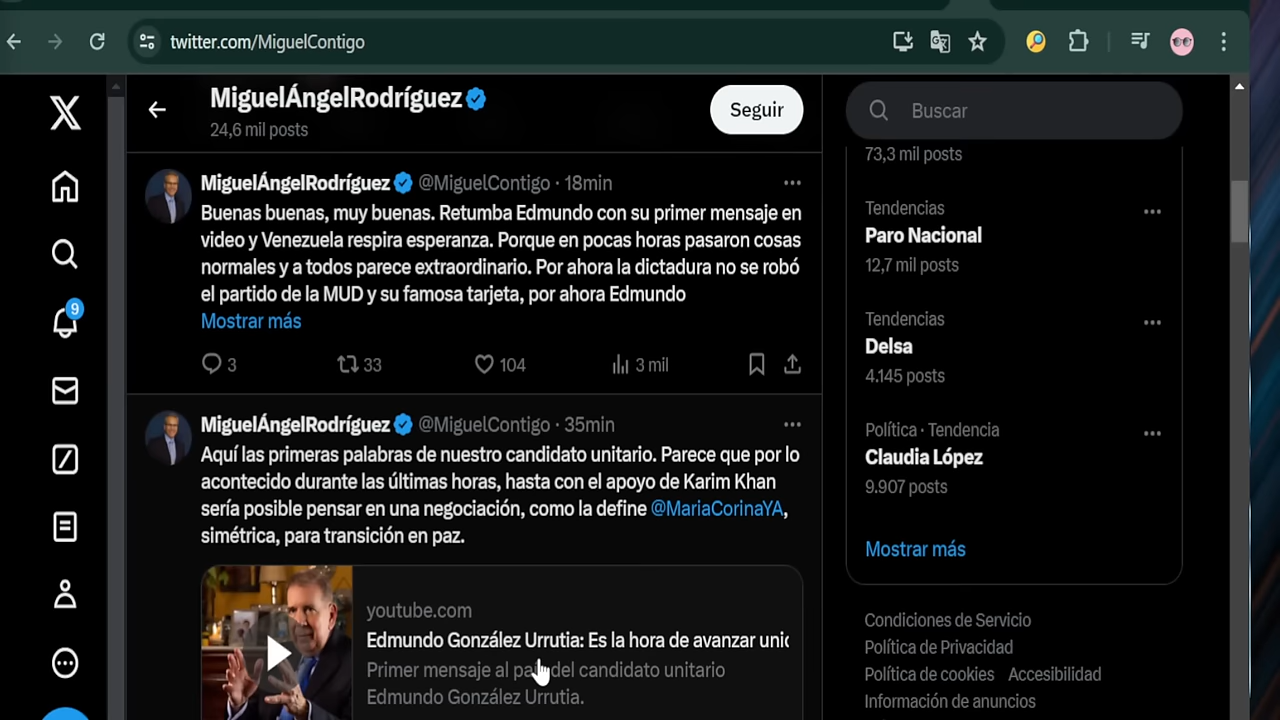 twitter.com/MiguelContigo
MiguelÁngelRodríguez
24,6 mil posts
Seguir
MiguelÁngelRodríguez @MiguelContigo · 18min
Buenas buenas, muy buenas. Retumba Edmundo con su primer mensaje en
video y Venezuela respira esperanza. Porque en pocas horas pasaron cosas
normales y a todos parece extraordinario. Por ahora la dictadura no se robó
el partido de la MUD y su famosa tarjeta, por ahora Edmundo
Mostrar más
3 33 104 3 mil
MiguelÁngelRodríguez @MiguelContigo · 35min
Aquí las primeras palabras de nuestro candidato unitario. Parece que por lo
acontecido durante las últimas horas, hasta con el apoyo de Karim Khan
sería posible pensar en una negociación, como la define @MariaCorinaYA,
simétrica, para transición en paz.
youtube.com
Edmundo González Urrutia: Es la hora de avanzar
Primer mensaje al país del candidato unitario
Edmundo González Urrutia.
9
Buscar
73,3 mil posts
Tendencias
Paro Nacional
12,7 mil posts
Tendencias
Delsa
4.145 posts
Política · Tendencia
Claudia López
9.907 posts
Mostrar más
Condiciones de Servicio
Política de Privacidad
Política de cookies Accesibilidad
Información de anuncios